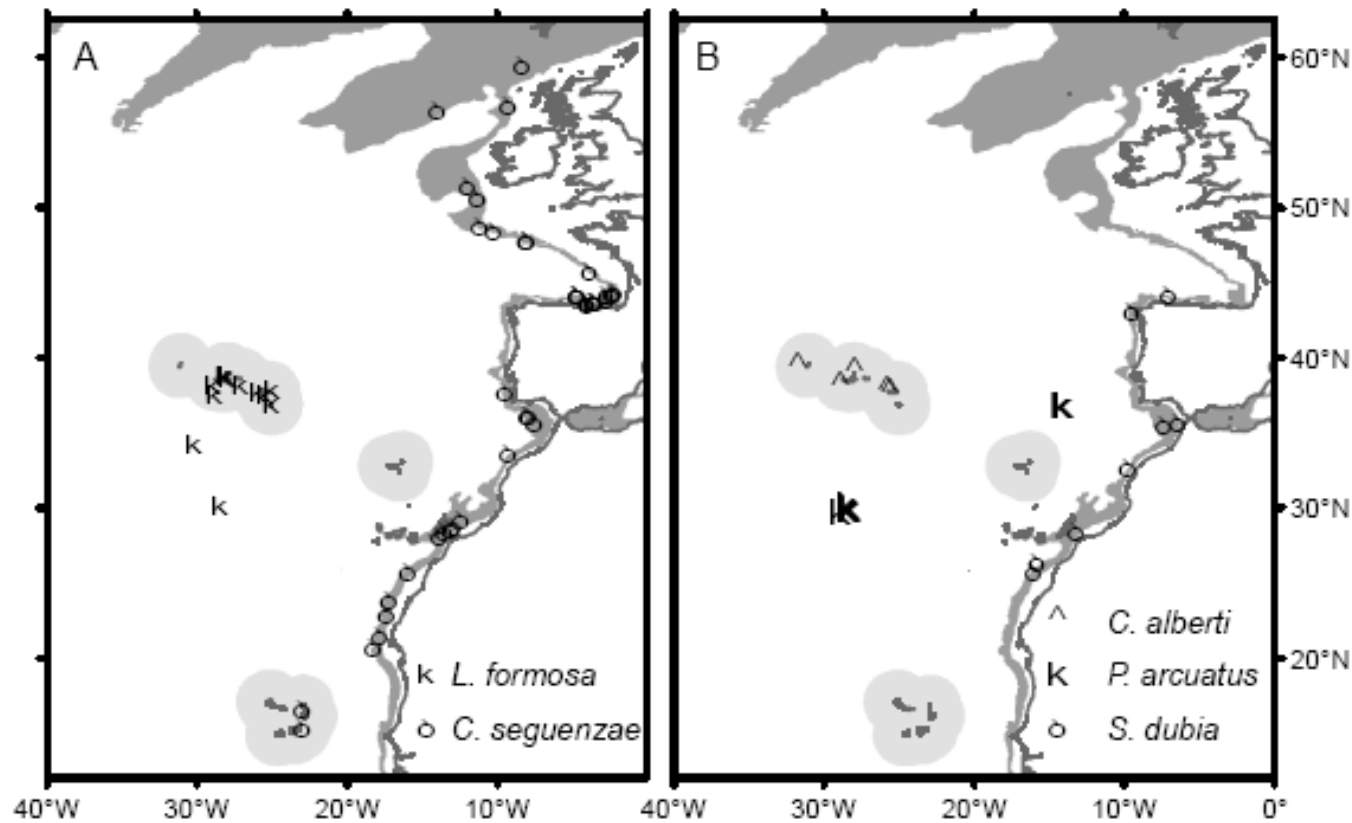 A
B
60°N
50°N
40°N
30°N
20°N
k L. formosa
C. seguenzae
^ C. alberti
k P. arcuatus
S. dubia
40°W 30°W 20°W 10°W 40°W 30°W 20°W 10°W 0°